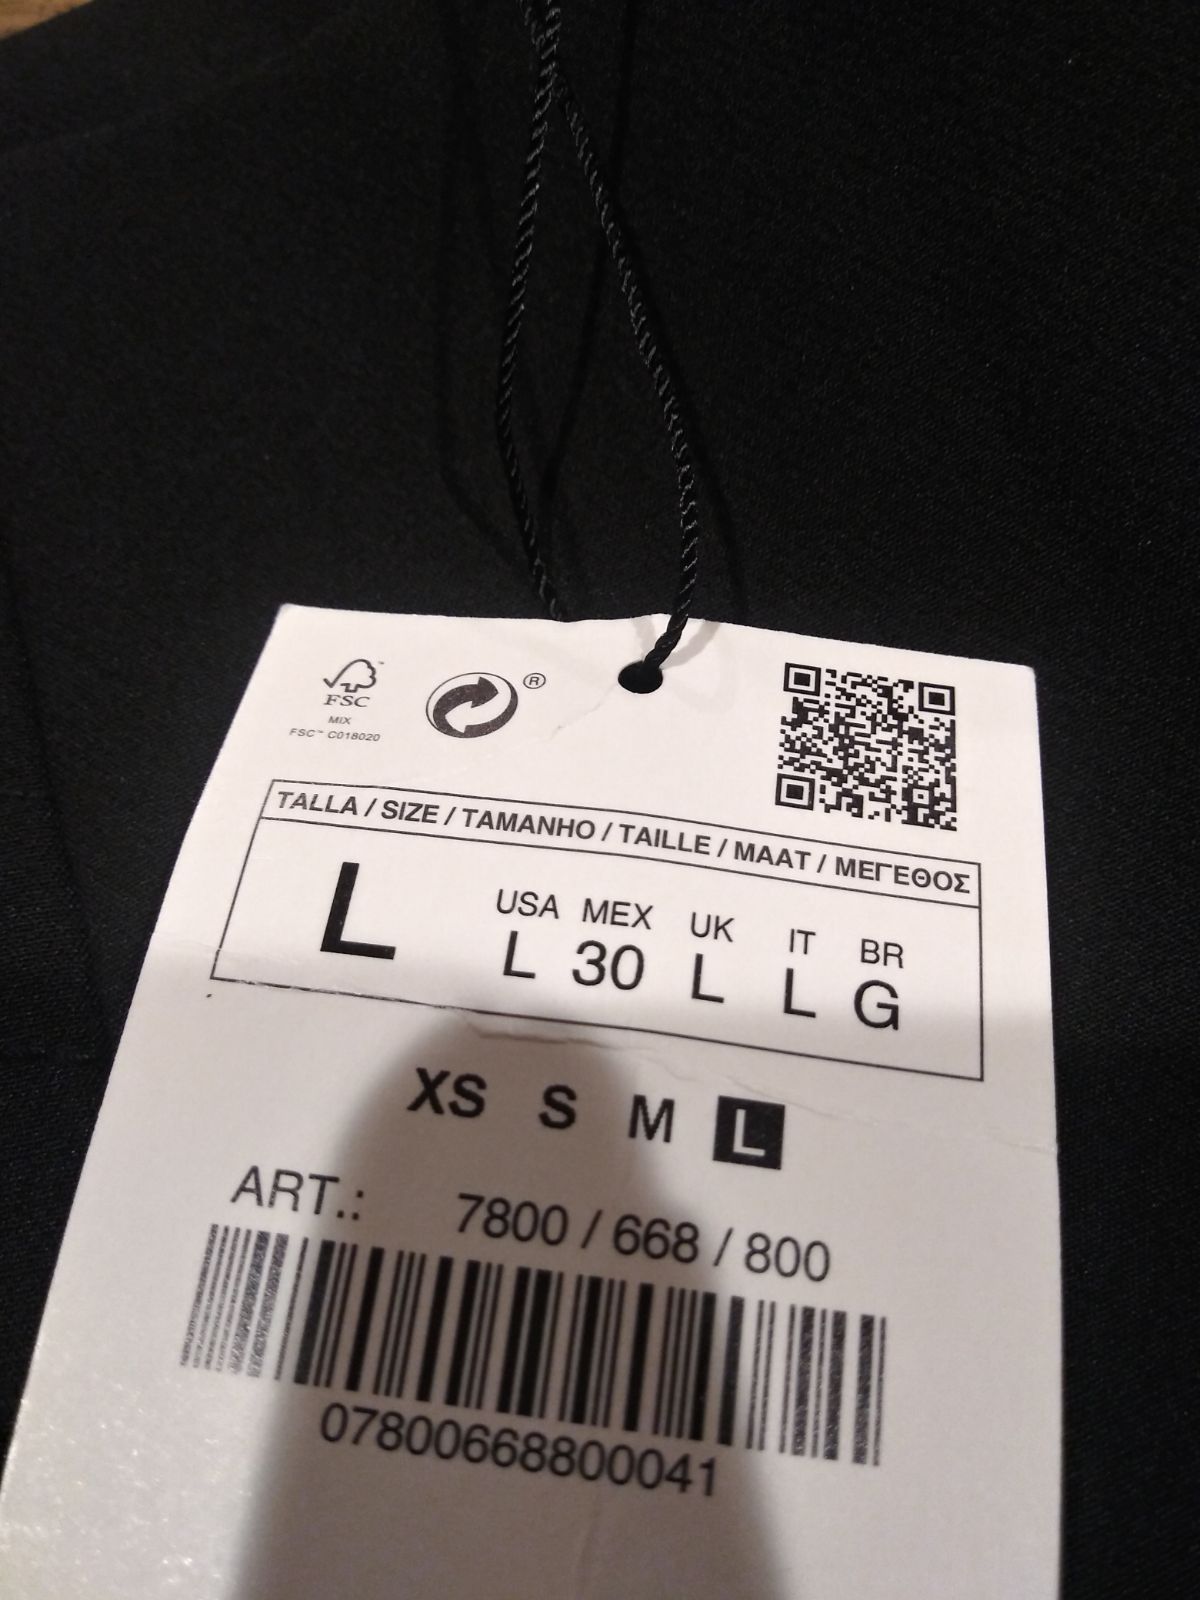 FSC™
MIX
FSC™ C018020
®
TALLA / SIZE / TAMANHO / TAILLE / MAAT / ΜΕΓΕΘΟΣ
L
USA MEX UK IT BR
L 30 L L G
XS S M L
ART.: 7800 / 668 / 800
07800668800041